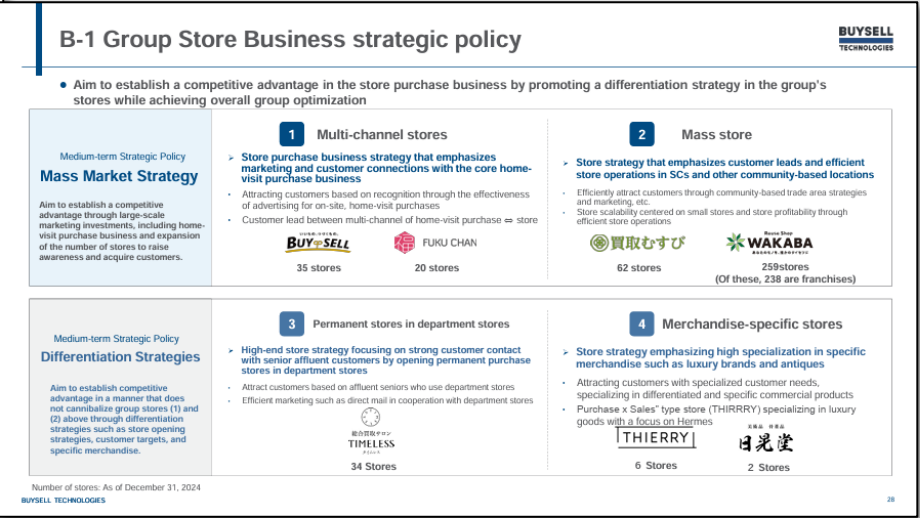 B-1 Group Store Business strategic policy
BUYSELL
TECHNOLOGIES
● Aim to establish a competitive advantage in the store purchase business by promoting a differentiation strategy in the group's
stores while achieving overall group optimization
Medium-term Strategic Policy
Mass Market Strategy
Aim to establish a competitive
advantage through large-scale
marketing investments, including home-
visit purchase business and expansion
of the number of stores to raise
awareness and acquire customers.
1 Multi-channel stores
➢ Store purchase business strategy that emphasizes
marketing and customer connections with the core home-
visit purchase business
• Attracting customers based on recognition through the effectiveness
of advertising for on-site, home-visit purchases
• Customer lead between multi-channel of home-visit purchase ⇔ store
BUYSELL
FUKU CHAN
35 stores
20 stores
2 Mass store
➢ Store strategy that emphasizes customer leads and efficient
store operations in SCs and other community-based locations
• Efficiently attract customers through community-based trade area strategies
and marketing, etc.
• Store scalability centered on small stores and store profitability through
efficient store operations
買取むすび
Reuse Shop
WAKABA
62 stores
259stores
(Of these, 238 are franchises)
Medium-term Strategic Policy
Differentiation Strategies
Aim to establish competitive
advantage in a manner that does
not cannibalize group stores (1) and
(2) above through differentiation
strategies such as store opening
strategies, customer targets, and
specific merchandise.
3 Permanent stores in department stores
➢ High-end store strategy focusing on strong customer contact
with senior affluent customers by opening permanent purchase
stores in department stores
• Attract customers based on affluent seniors who use department stores
• Efficient marketing such as direct mail in cooperation with department stores
総合買取サロン
TIMELESS
タイムレス
34 Stores
4 Merchandise-specific stores
➢ Store strategy emphasizing high specialization in specific
merchandise such as luxury brands and antiques
• Attracting customers with specialized customer needs,
specializing in differentiated and specific commercial products
• Purchase x Sales" type store (THIRRRY) specializing in luxury
goods with a focus on Hermes
THIERRY
日晃堂
6 Stores
2 Stores
Number of stores: As of December 31, 2024
BUYSELL TECHNOLOGIES
28